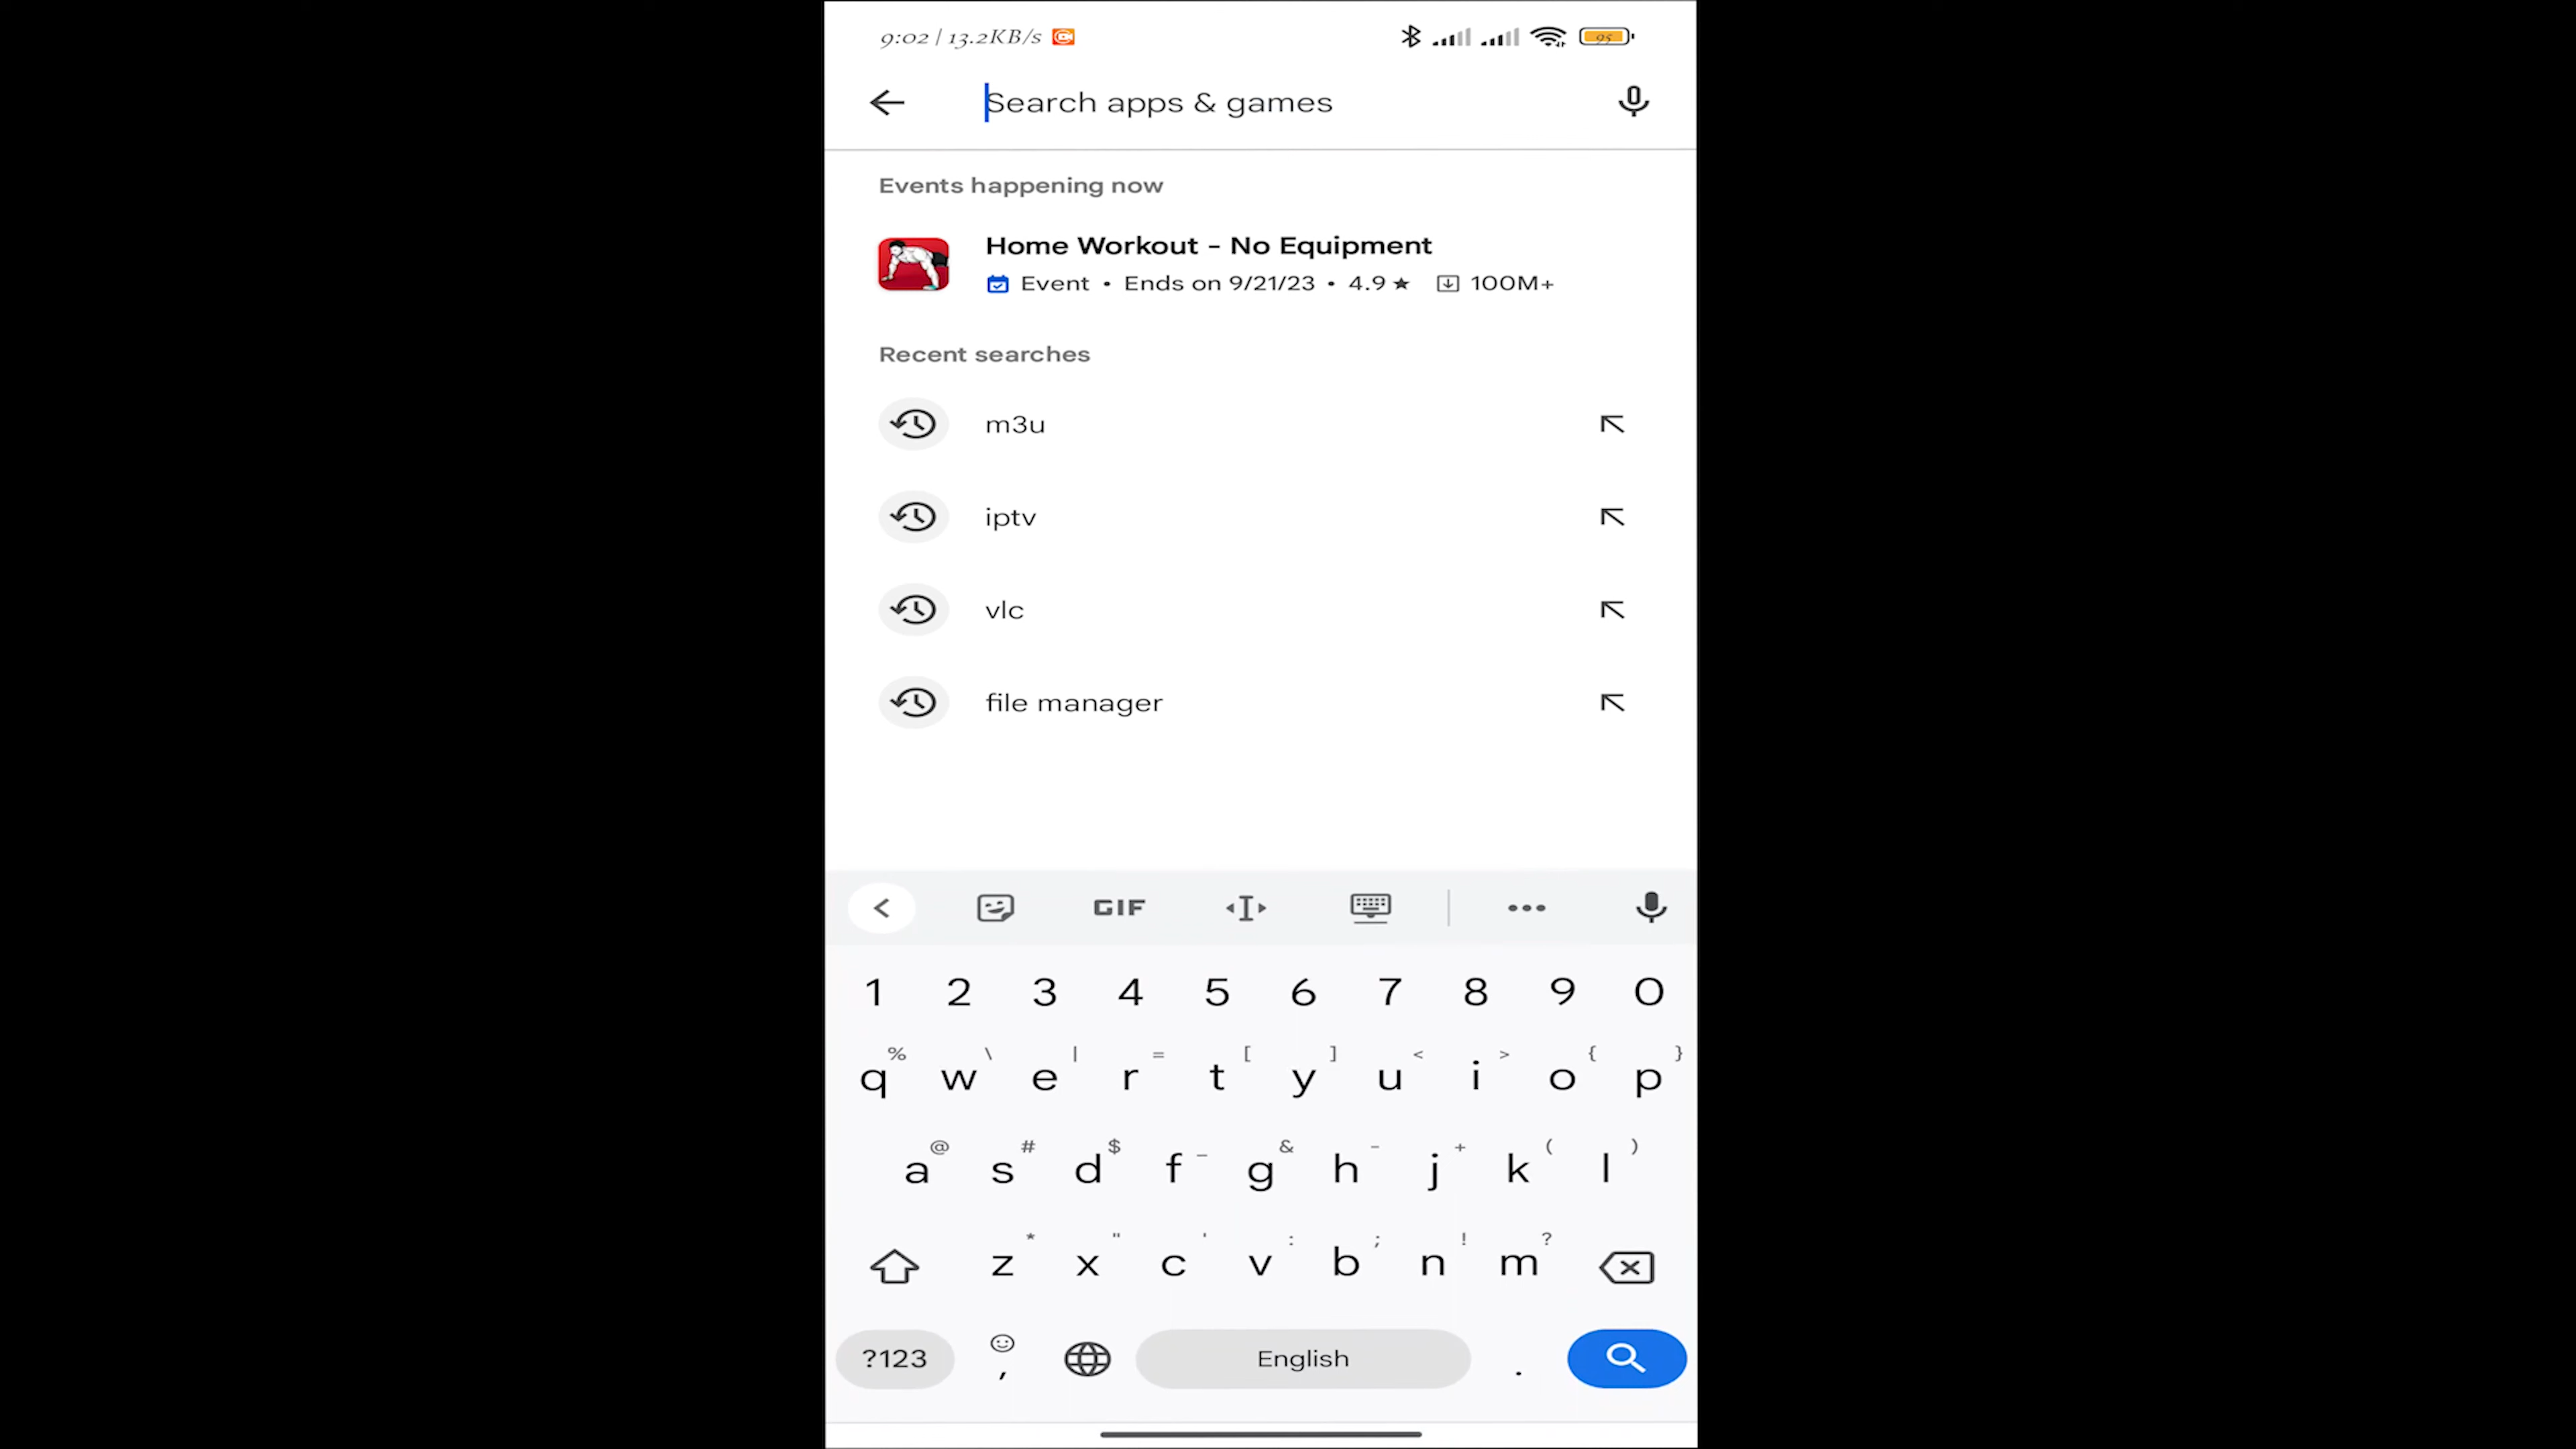 9:02 | 13.2KB/s
95
Search apps & games
Events happening now
Home Workout - No Equipment
Event • Ends on 9/21/23 • 4.9 ★ 100M+
Recent searches
m3u
iptv
vlc
file manager
GIF
1 2 3 4 5 6 7 8 9 0
% \ | = [ ] < > { }
q w e r t y u i o p
@ # $ _ & - + ( )
a s d f g h j k l
* " ' : ; ! ?
z x c v b n m
?123 , English .